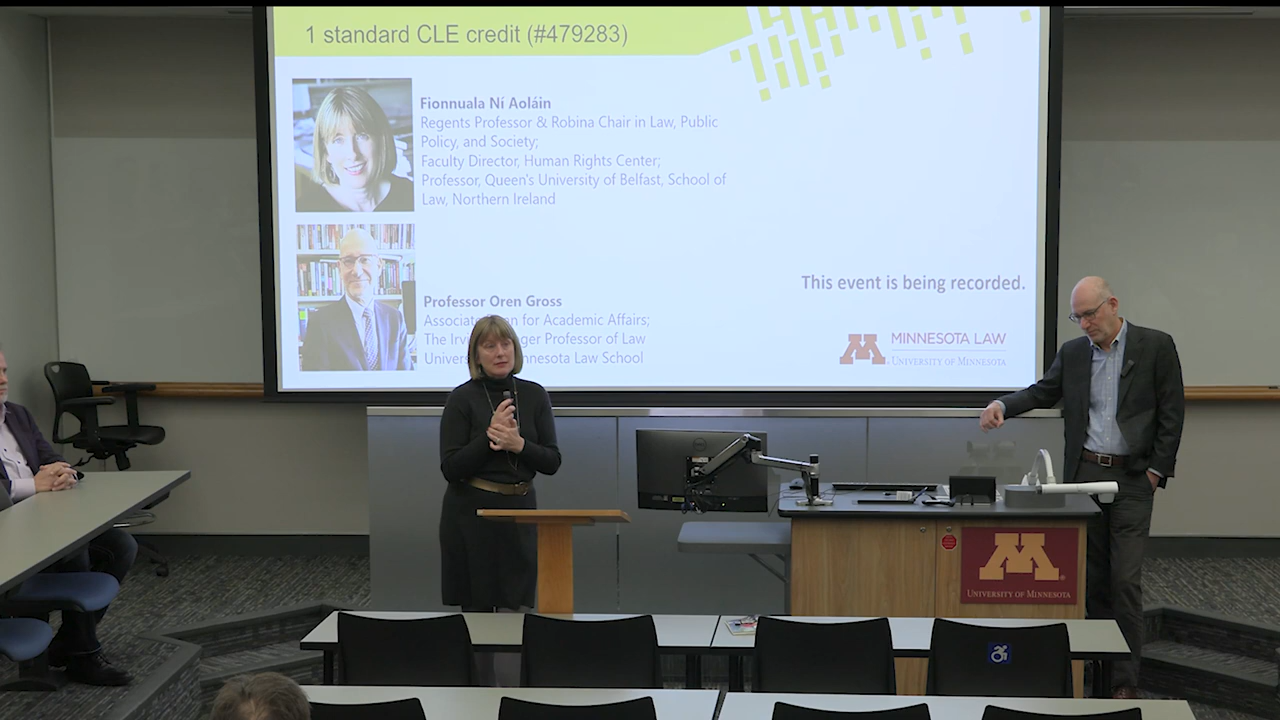 1 standard CLE credit (#479283)
Fionnuala Ní Aoláin
Regents Professor & Robina Chair in Law, Public
Policy, and Society;
Faculty Director, Human Rights Center;
Professor, Queen's University of Belfast, School of
Law, Northern Ireland
Professor Oren Gross
for Academic Affairs;
The Professor of Law
Law School
This event is being recorded.
M
MINNESOTA LAW
UNIVERSITY OF MINNESOTA
M
UNIVERSITY OF MINNESOTA